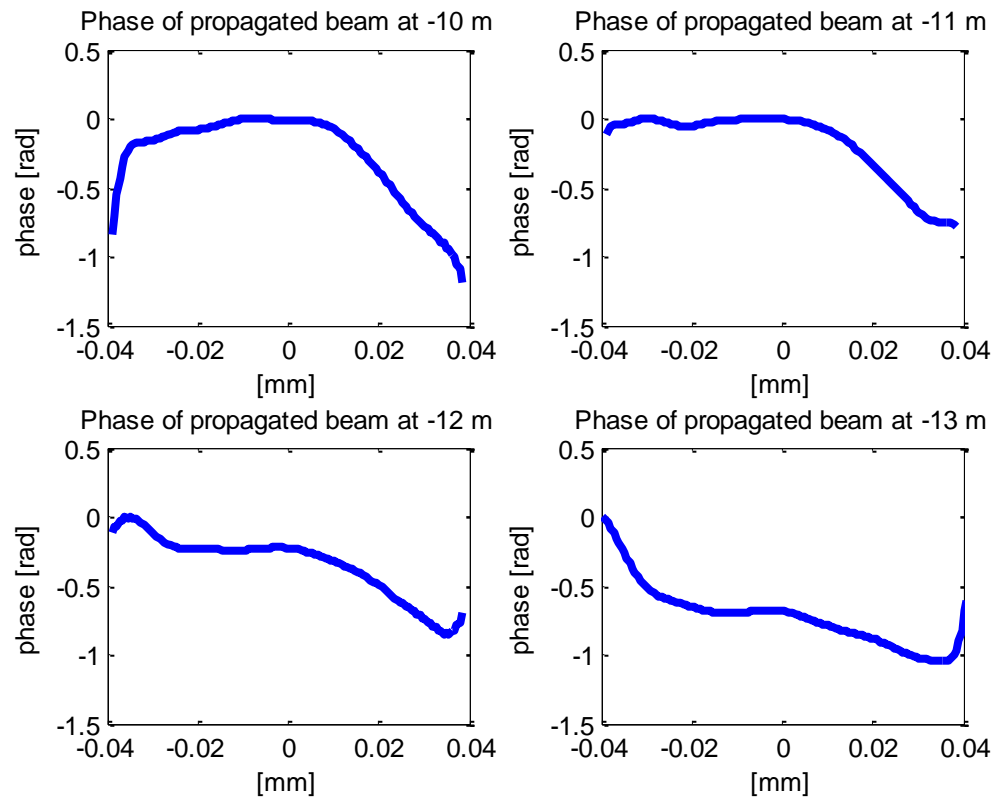 Phase of propagated beam at -10 m
0.5
0
-0.5
-1
-1.5
phase [rad]
-0.04 -0.02 0 0.02 0.04
[mm]
Phase of propagated beam at -11 m
0.5
0
-0.5
-1
-1.5
phase [rad]
-0.04 -0.02 0 0.02 0.04
[mm]
Phase of propagated beam at -12 m
0.5
0
-0.5
-1
-1.5
phase [rad]
-0.04 -0.02 0 0.02 0.04
[mm]
Phase of propagated beam at -13 m
0.5
0
-0.5
-1
-1.5
phase [rad]
-0.04 -0.02 0 0.02 0.04
[mm]